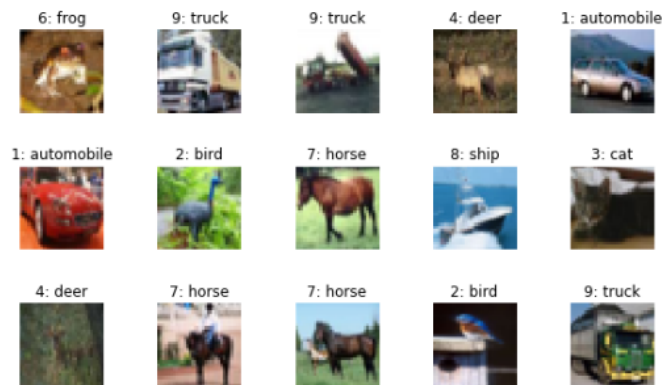 6: frog 9: truck 9: truck 4: deer 1: automobile
1: automobile 2: bird 7: horse 8: ship 3: cat
4: deer 7: horse 7: horse 2: bird 9: truck